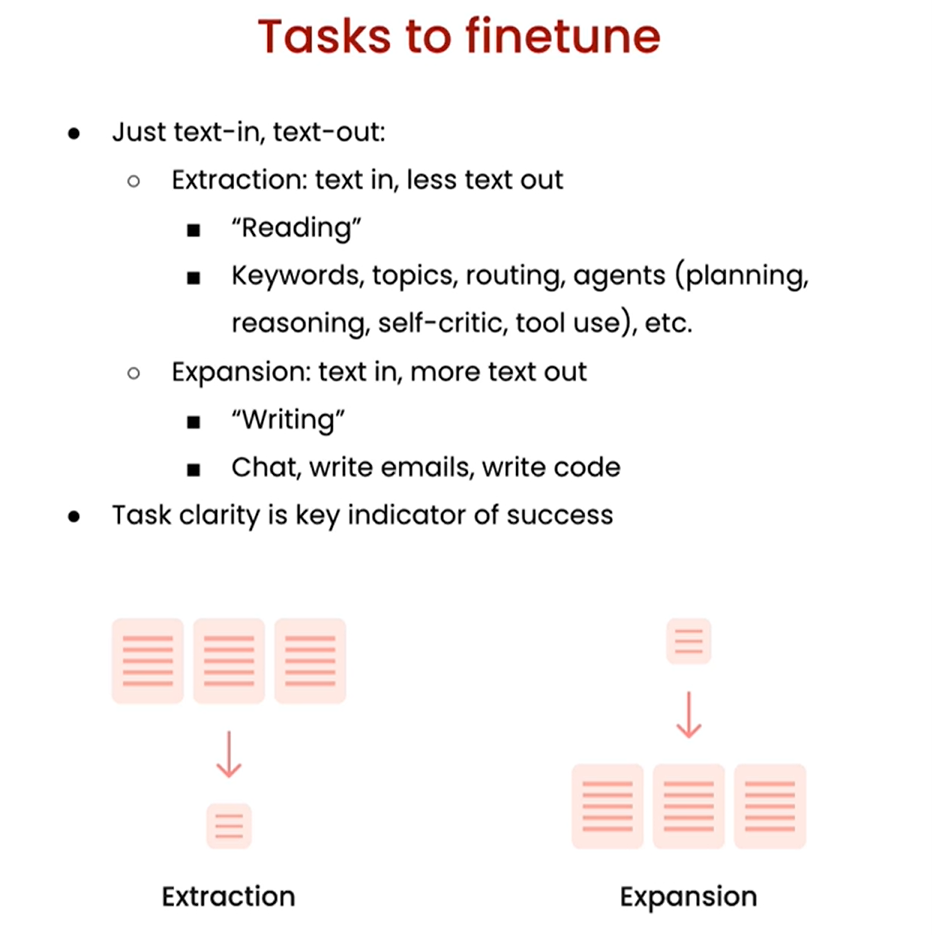 Tasks to finetune
● Just text-in, text-out:
○ Extraction: text in, less text out
■ “Reading”
■ Keywords, topics, routing, agents (planning,
reasoning, self-critic, tool use), etc.
○ Expansion: text in, more text out
■ “Writing”
■ Chat, write emails, write code
● Task clarity is key indicator of success
Extraction
Expansion